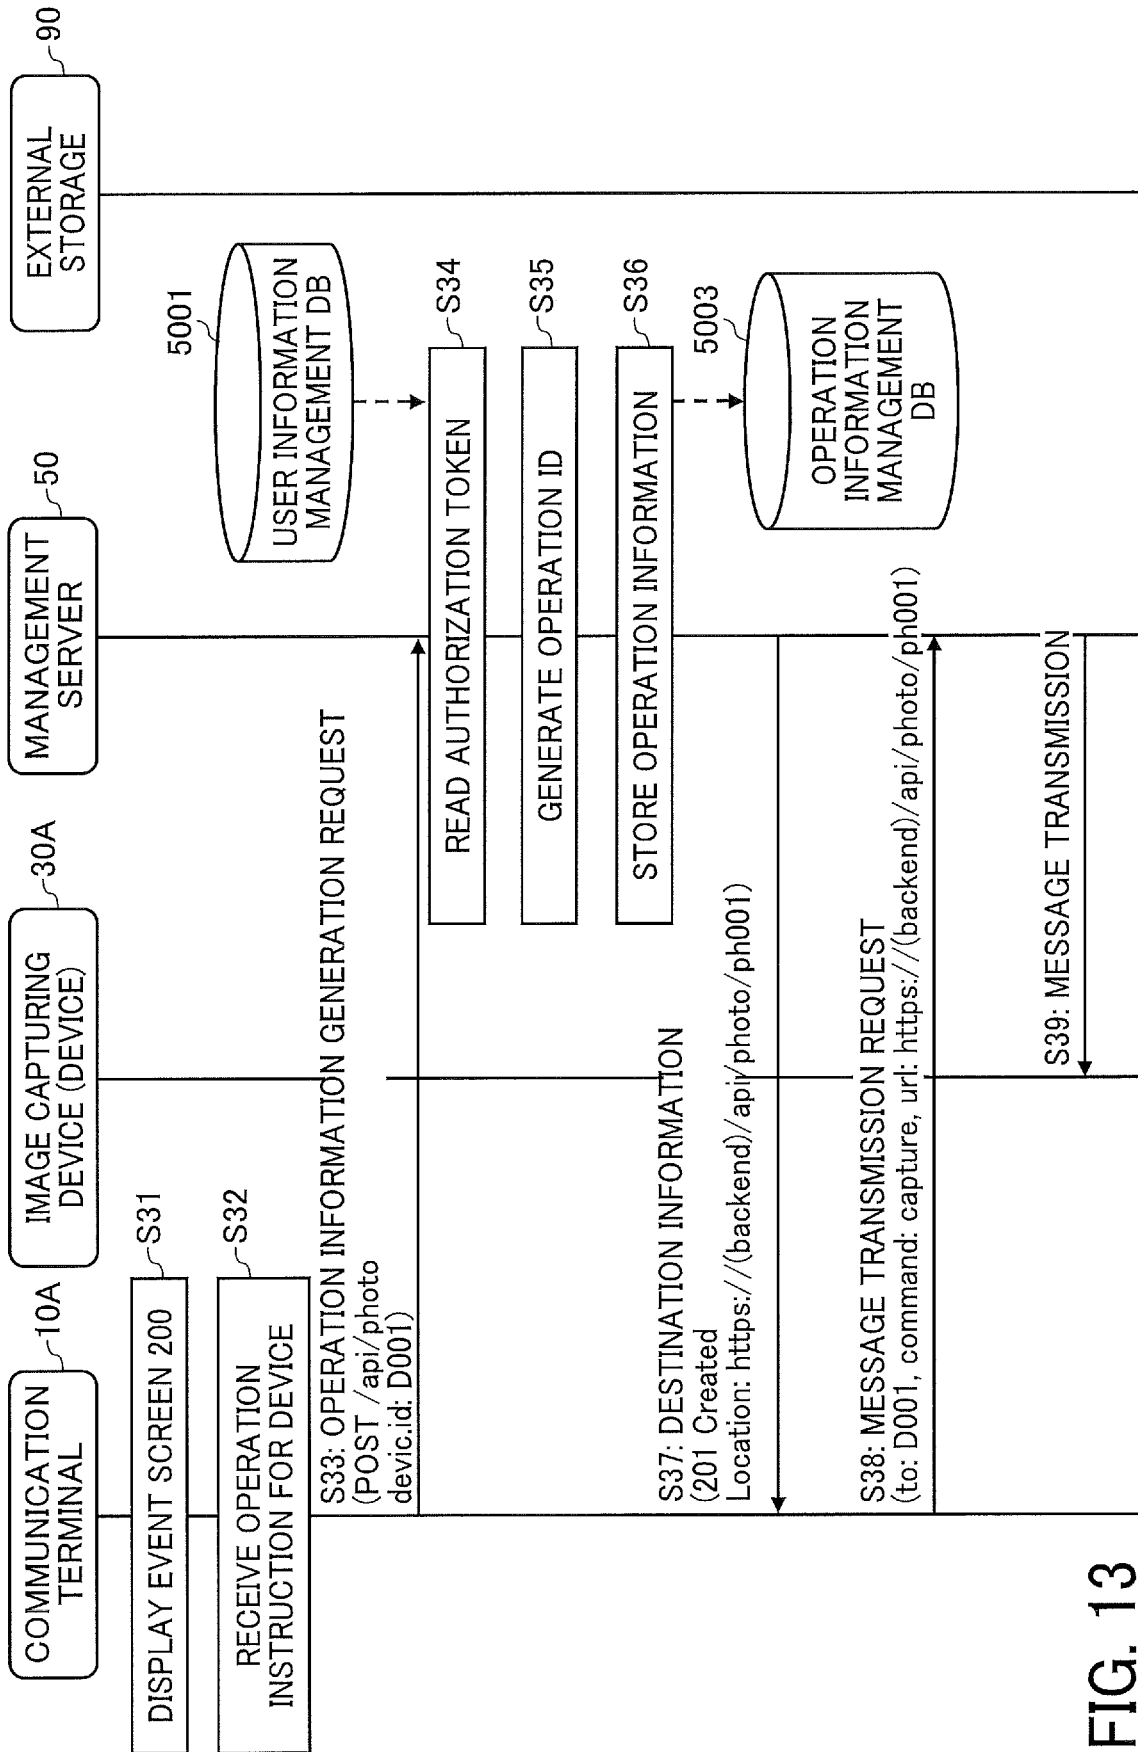 COMMUNICATION
TERMINAL
10A
IMAGE CAPTURING
DEVICE (DEVICE)
30A
MANAGEMENT
SERVER
50
EXTERNAL
STORAGE
90
DISPLAY EVENT SCREEN 200
S31
RECEIVE OPERATION
INSTRUCTION FOR DEVICE
S32
5001
USER INFORMATION
MANAGEMENT DB
S33: OPERATION INFORMATION GENERATION REQUEST
(POST /api/photo
devic.id: D001)
READ AUTHORIZATION TOKEN
S34
GENERATE OPERATION ID
S35
STORE OPERATION INFORMATION
S36
5003
OPERATION
INFORMATION
MANAGEMENT
DB
S37: DESTINATION INFORMATION
(201 Created
Location: https://(backend)/api/photo/ph001)
S38: MESSAGE TRANSMISSION REQUEST
(to: D001, command: capture, url: https://(backend)/api/photo/ph001)
S39: MESSAGE TRANSMISSION
FIG. 13